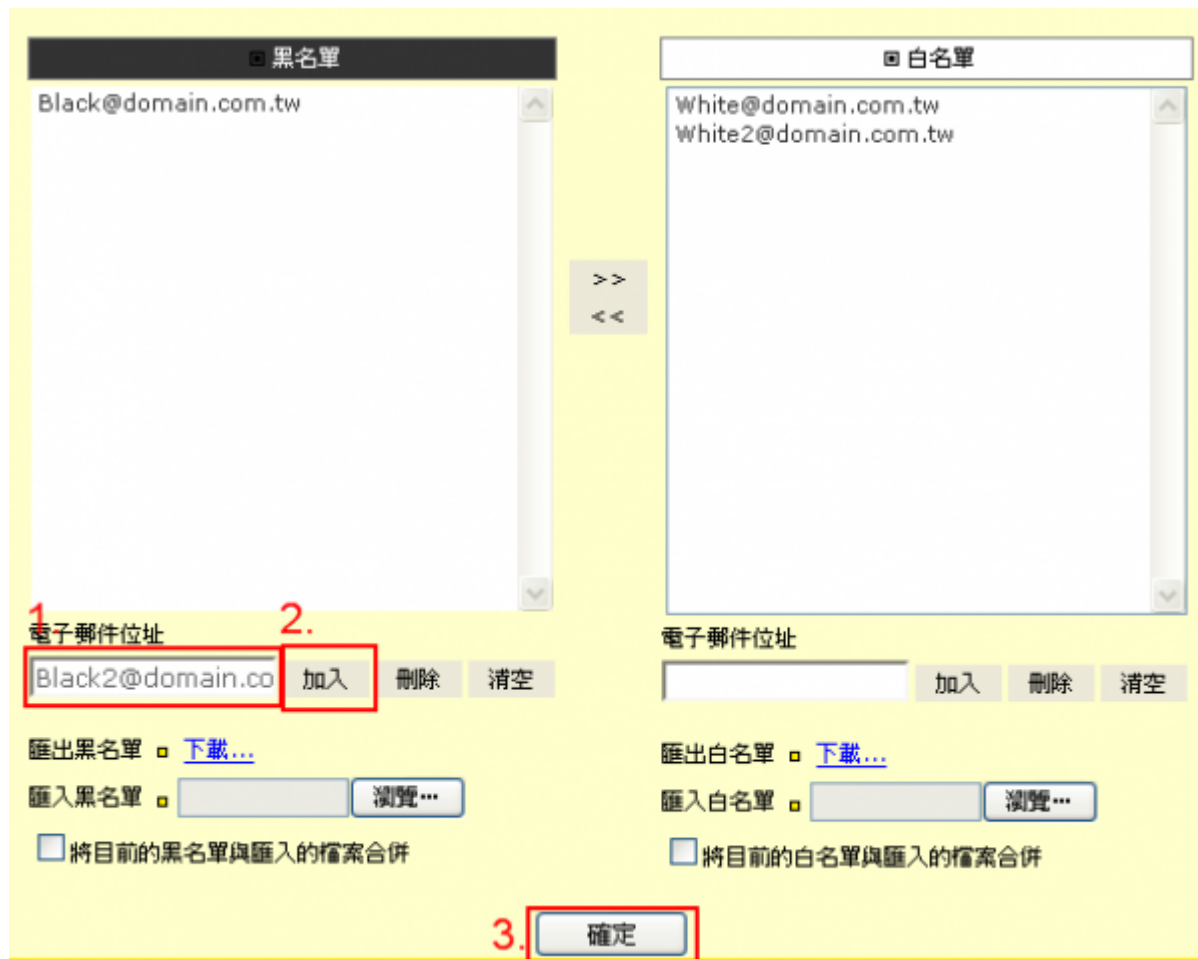 黑名單
Black@domain.com.tw
>>
<<
白名單
White@domain.com.tw
White2@domain.com.tw
1.
電子郵件位址
2.
Black2@domain.co 加入 刪除 清空
匯出黑名單 下載...
匯入黑名單 瀏覽…
將目前的黑名單與匯入的檔案合併
電子郵件位址
加入 刪除 清空
匯出白名單 下載...
匯入白名單 瀏覽…
將目前的白名單與匯入的檔案合併
3. 確定